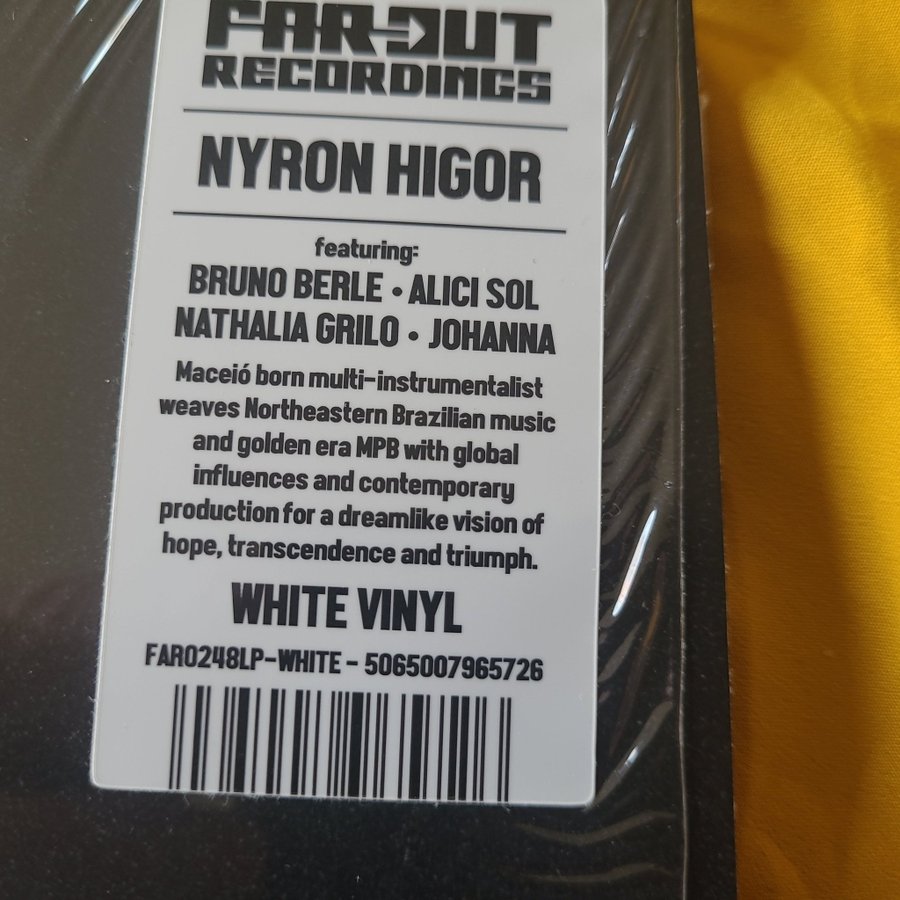 FAR OUT
RECORDINGS
NYRON HIGOR
featuring:
BRUNO BERLE • ALICI SOL
NATHALIA GRILO • JOHANNA
Maceió born multi-instrumentalist
weaves Northeastern Brazilian music
and golden era MPB with global
influences and contemporary
production for a dreamlike vision of
hope, transcendence and triumph.
WHITE VINYL
FARO248LP-WHITE - 5065007965726